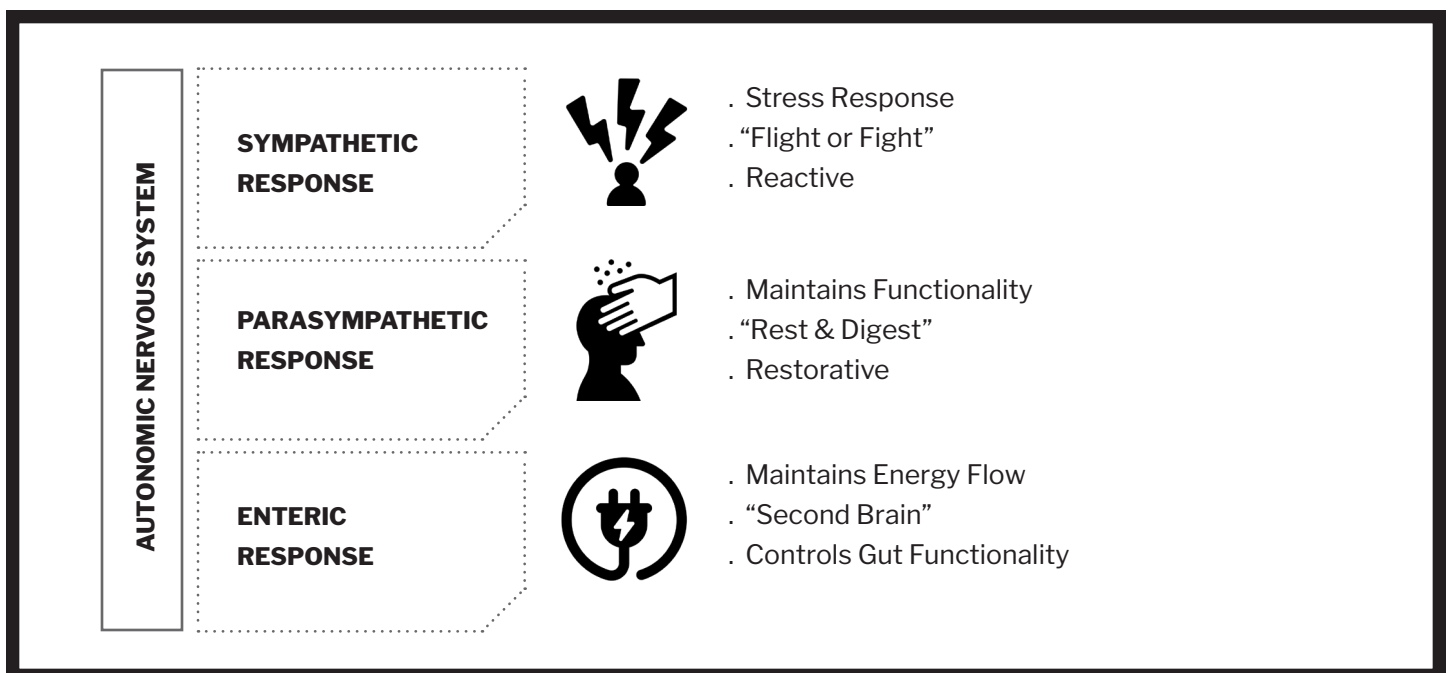 AUTONOMIC NERVOUS SYSTEM
SYMPATHETIC
RESPONSE
. Stress Response
. “Flight or Fight”
. Reactive
PARASYMPATHETIC
RESPONSE
. Maintains Functionality
. “Rest & Digest”
. Restorative
ENTERIC
RESPONSE
. Maintains Energy Flow
. “Second Brain”
. Controls Gut Functionality